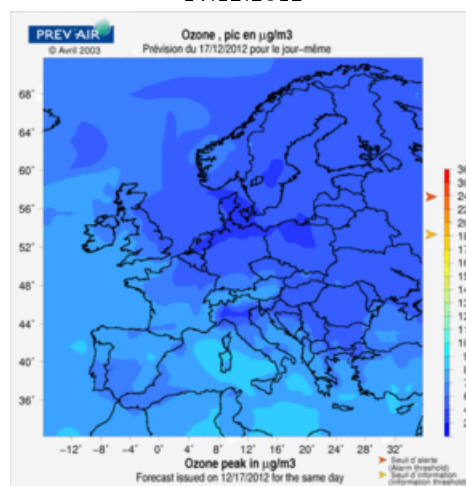 PREV'AIR
© Avril 2003
Ozone , pic en µg/m3
Prévision du 17/12/2012 pour le jour-même
68°
64°
60°
56°
52°
48°
44°
40°
36°
-12° -8° -4° 0° 4° 8° 12° 16° 20° 24° 28° 32°
Ozone peak in µg/m3
Forecast issued on 12/17/2012 for the same day
Seuil d'alerte
(Alarm threshold)
Seuil d'information
(Information threshold)